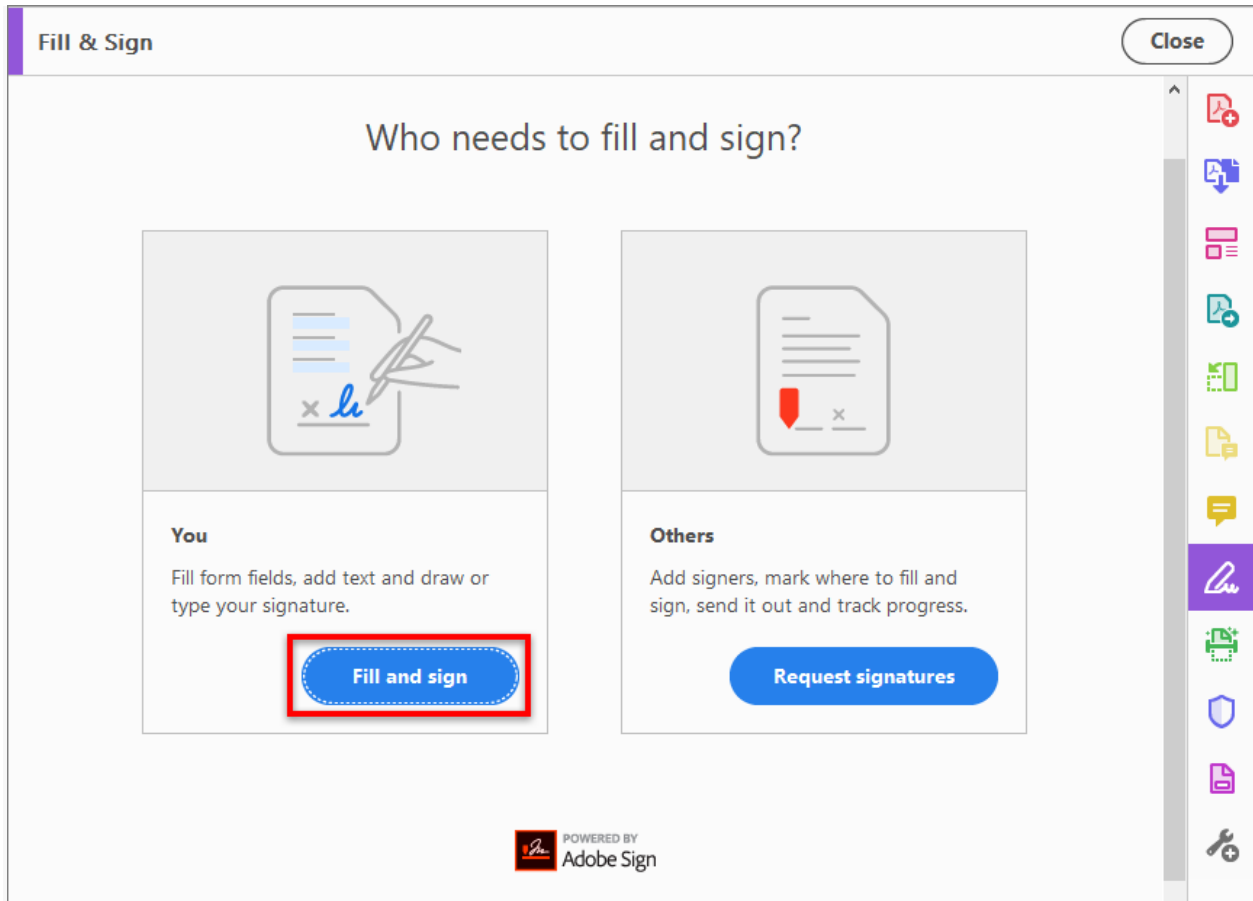 Fill & Sign
Close
Who needs to fill and sign?
You
Fill form fields, add text and draw or
type your signature.
Fill and sign
Others
Add signers, mark where to fill and
sign, send it out and track progress.
Request signatures
POWERED BY
Adobe Sign